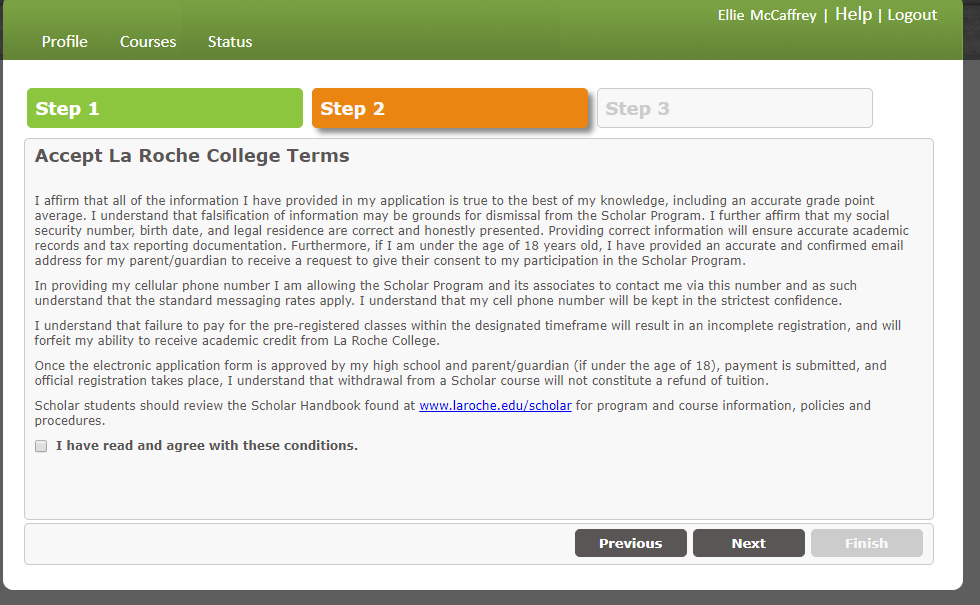 Ellie McCaffrey | Help | Logout
Profile Courses Status
Step 1 Step 2 Step 3
Accept La Roche College Terms
I affirm that all of the information I have provided in my application is true to the best of my knowledge, including an accurate grade point
average. I understand that falsification of information may be grounds for dismissal from the Scholar Program. I further affirm that my social
security number, birth date, and legal residence are correct and honestly presented. Providing correct information will ensure accurate academic
records and tax reporting documentation. Furthermore, if I am under the age of 18 years old, I have provided an accurate and confirmed email
address for my parent/guardian to receive a request to give their consent to my participation in the Scholar Program.
In providing my cellular phone number I am allowing the Scholar Program and its associates to contact me via this number and as such
understand that the standard messaging rates apply. I understand that my cell phone number will be kept in the strictest confidence.
I understand that failure to pay for the pre-registered classes within the designated timeframe will result in an incomplete registration, and will
forfeit my ability to receive academic credit from La Roche College.
Once the electronic application form is approved by my high school and parent/guardian (if under the age of 18), payment is submitted, and
official registration takes place, I understand that withdrawal from a Scholar course will not constitute a refund of tuition.
Scholar students should review the Scholar Handbook found at www.laroche.edu/scholar for program and course information, policies and
procedures.
I have read and agree with these conditions.
Previous Next Finish